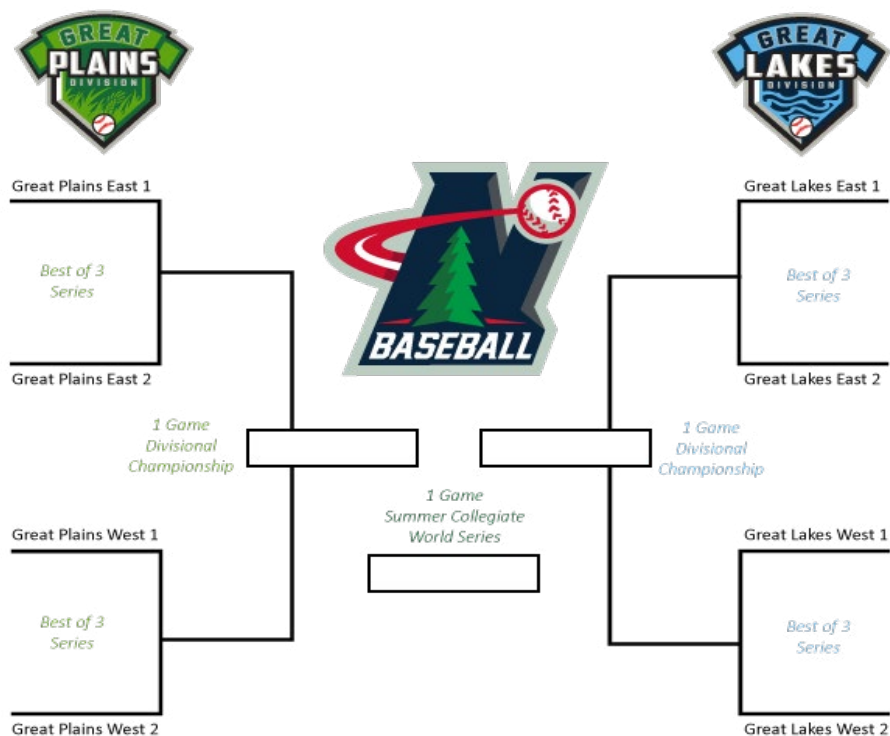 GREAT
PLAINS
DIVISION
GREAT
LAKES
DIVISION
Great Plains East 1
Great Lakes East 1
Best of 3
Series
Best of 3
Series
BASEBALL
Great Plains East 2
Great Lakes East 2
1 Game
Divisional
Championship
1 Game
Divisional
Championship
1 Game
Summer Collegiate
World Series
Great Plains West 1
Great Lakes West 1
Best of 3
Series
Best of 3
Series
Great Plains West 2
Great Lakes West 2